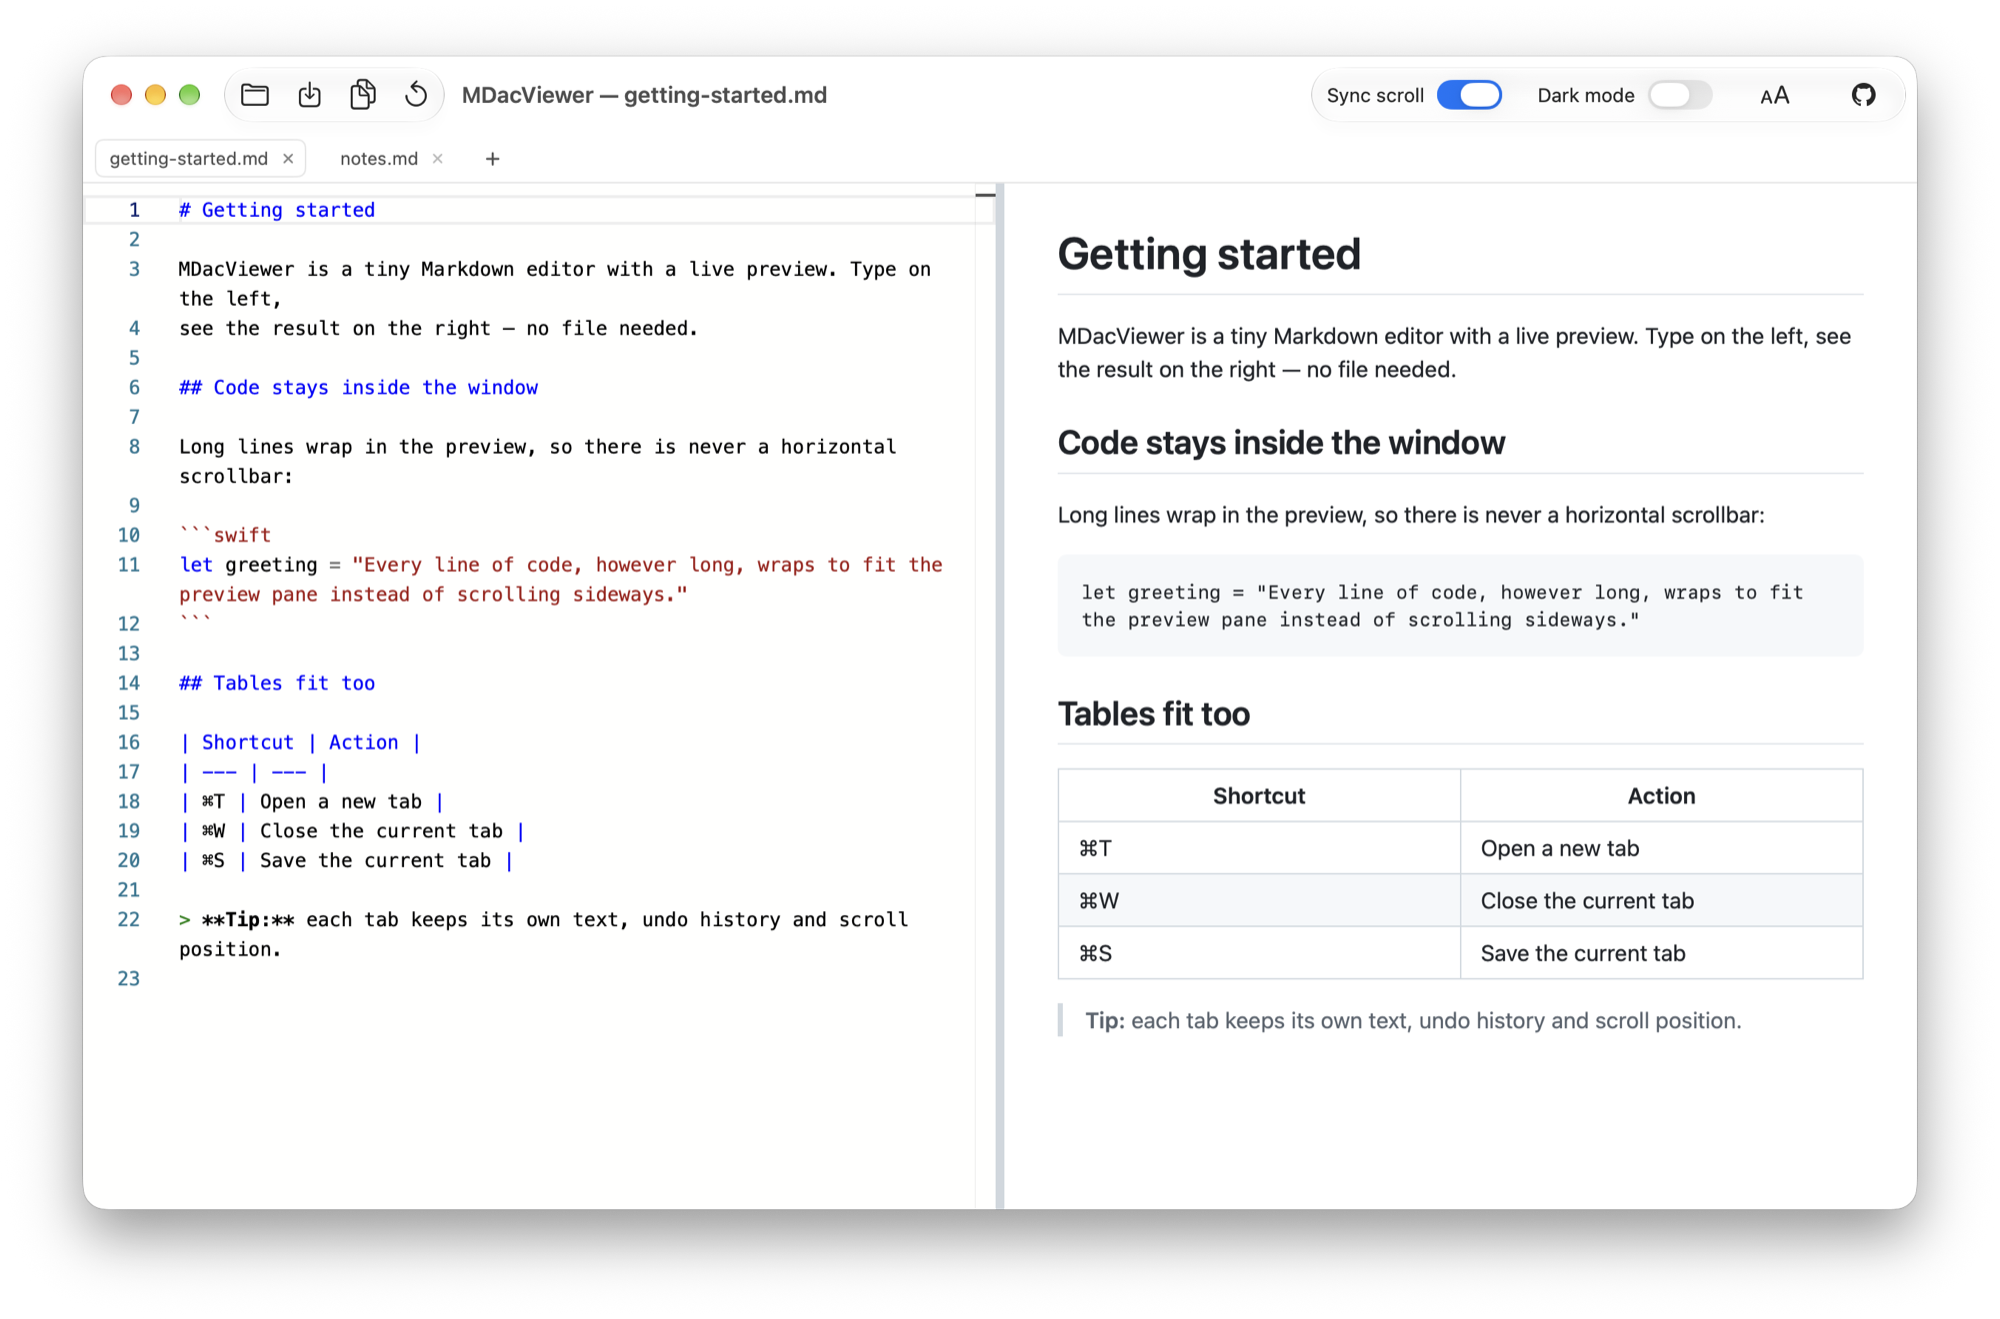 MDacViewer — getting-started.md
Sync scroll
Dark mode
AA
getting-started.md ×
notes.md ×
+
1 # Getting started
2
3 MDacViewer is a tiny Markdown editor with a live preview. Type on
the left,
4 see the result on the right — no file needed.
5
6 ## Code stays inside the window
7
8 Long lines wrap in the preview, so there is never a horizontal
scrollbar:
9
10 ```swift
11 let greeting = "Every line of code, however long, wraps to fit the
preview pane instead of scrolling sideways."
12 ```
13
14 ## Tables fit too
15
16 | Shortcut | Action |
17 | --- | --- |
18 | ⌘T | Open a new tab |
19 | ⌘W | Close the current tab |
20 | ⌘S | Save the current tab |
21
22 > **Tip:** each tab keeps its own text, undo history and scroll
position.
23
Getting started
MDacViewer is a tiny Markdown editor with a live preview. Type on the left, see
the result on the right — no file needed.
Code stays inside the window
Long lines wrap in the preview, so there is never a horizontal scrollbar:
let greeting = "Every line of code, however long, wraps to fit
the preview pane instead of scrolling sideways."
Tables fit too
Shortcut Action
⌘T Open a new tab
⌘W Close the current tab
⌘S Save the current tab
Tip: each tab keeps its own text, undo history and scroll position.